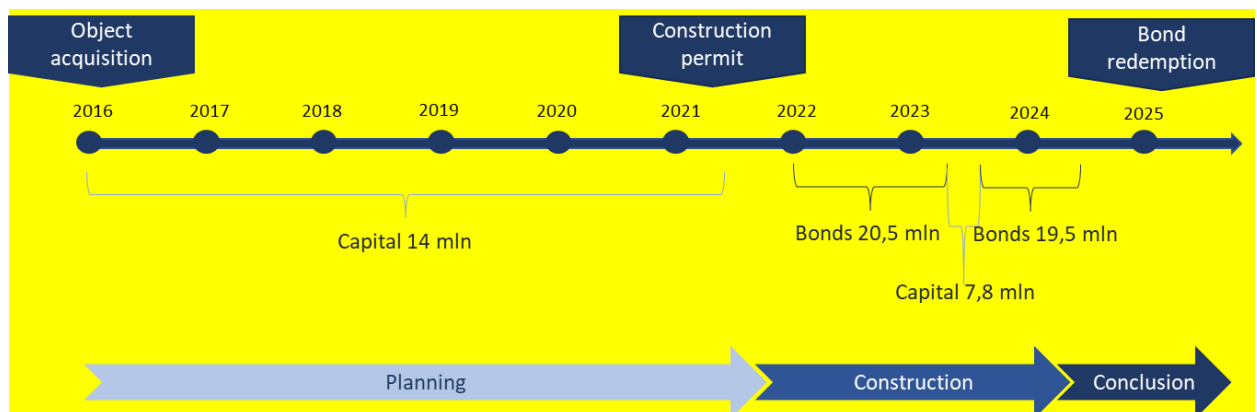 Object
acquisition
Construction
permit
Bond
redemption
2016 2017 2018 2019 2020 2021 2022 2023 2024 2025
Capital 14 mln
Bonds 20,5 mln
Bonds 19,5 mln
Capital 7,8 mln
Planning
Construction
Conclusion